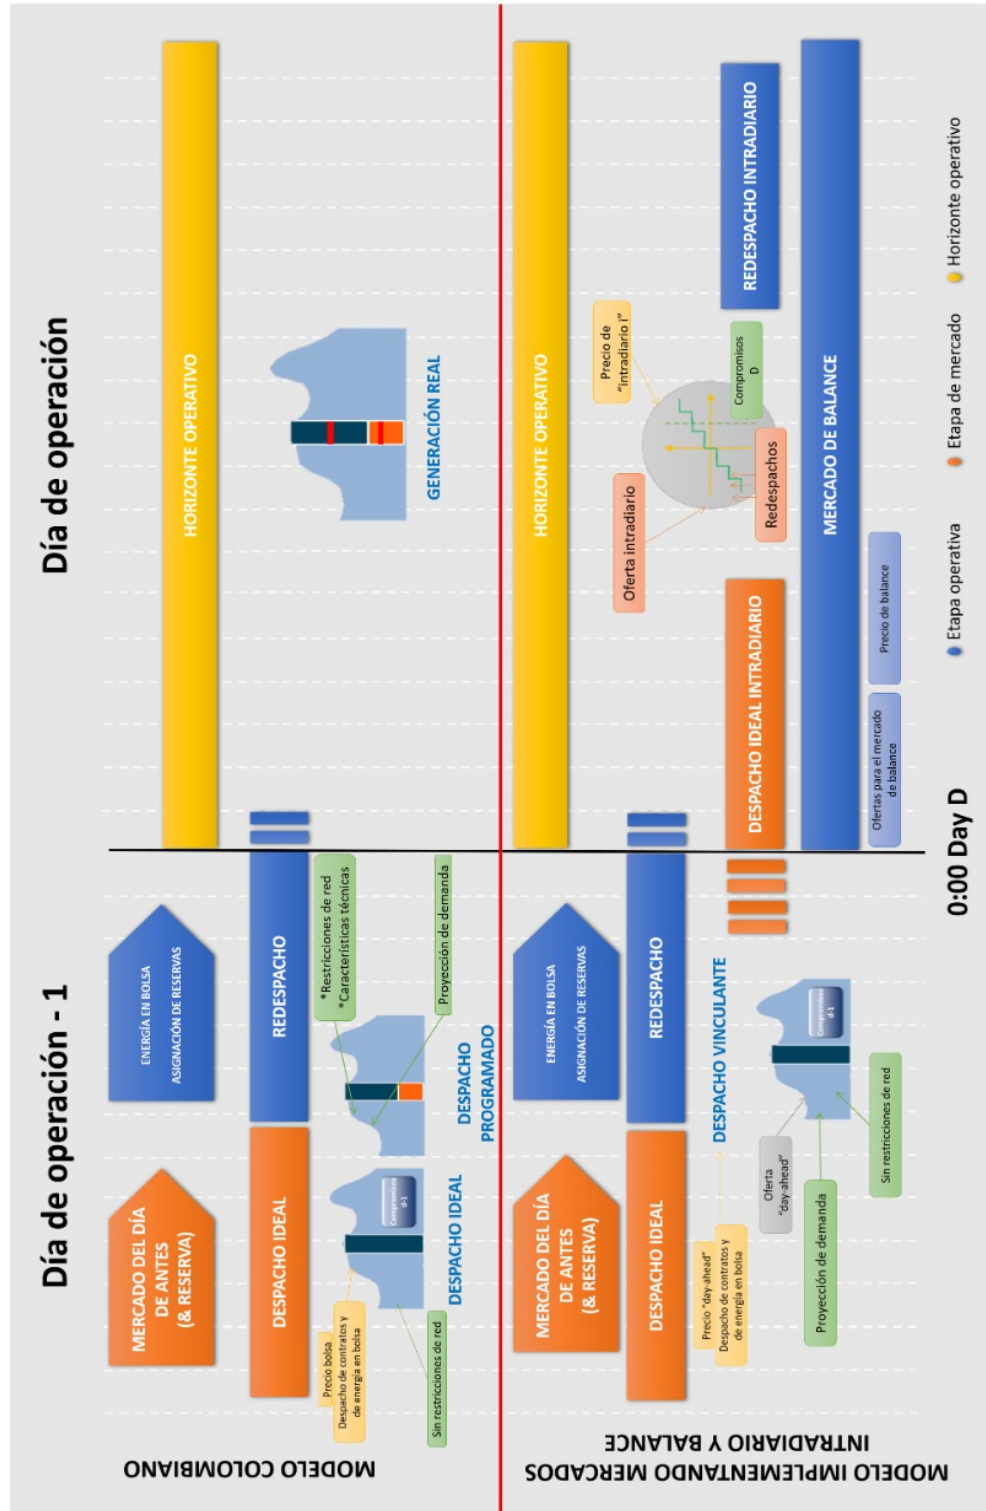 Día de operación - 1
Día de operación
MODELO COLOMBIANO
MERCADO DEL DÍA
DE ANTES
(& RESERVA)
ENERGÍA EN BOLSA
ASIGNACIÓN DE RESERVAS
HORIZONTE OPERATIVO
DESPACHO IDEAL
REDESPACHO
Precio bolsa
Despacho de contratos y
de energía en bolsa
Sin restricciones de red
Compromisos
d-1
DESPACHO IDEAL
*Restricciones de red
*Características técnicas
Proyección de demanda
DESPACHO
PROGRAMADO
GENERACIÓN REAL
MODELO IMPLEMENTANDO MERCADOS
INTRADIARIO Y BALANCE
MERCADO DEL DÍA
DE ANTES
(& RESERVA)
ENERGÍA EN BOLSA
ASIGNACIÓN DE RESERVAS
HORIZONTE OPERATIVO
DESPACHO IDEAL
REDESPACHO
Precio "day-ahead"
Despacho de contratos y
de energía en bolsa
DESPACHO VINCULANTE
Oferta
"day-ahead"
Proyección de demanda
Compromisos
d-1
Sin restricciones de red
Oferta intradiario
Precio de
"intradiario i"
Redespachos
Compromisos
D
DESPACHO IDEAL INTRADIARIO
REDESPACHO INTRADIARIO
MERCADO DE BALANCE
Ofertas para el mercado
de balance
Precio de balance
0:00 Day D
Etapa operativa
Etapa de mercado
Horizonte operativo